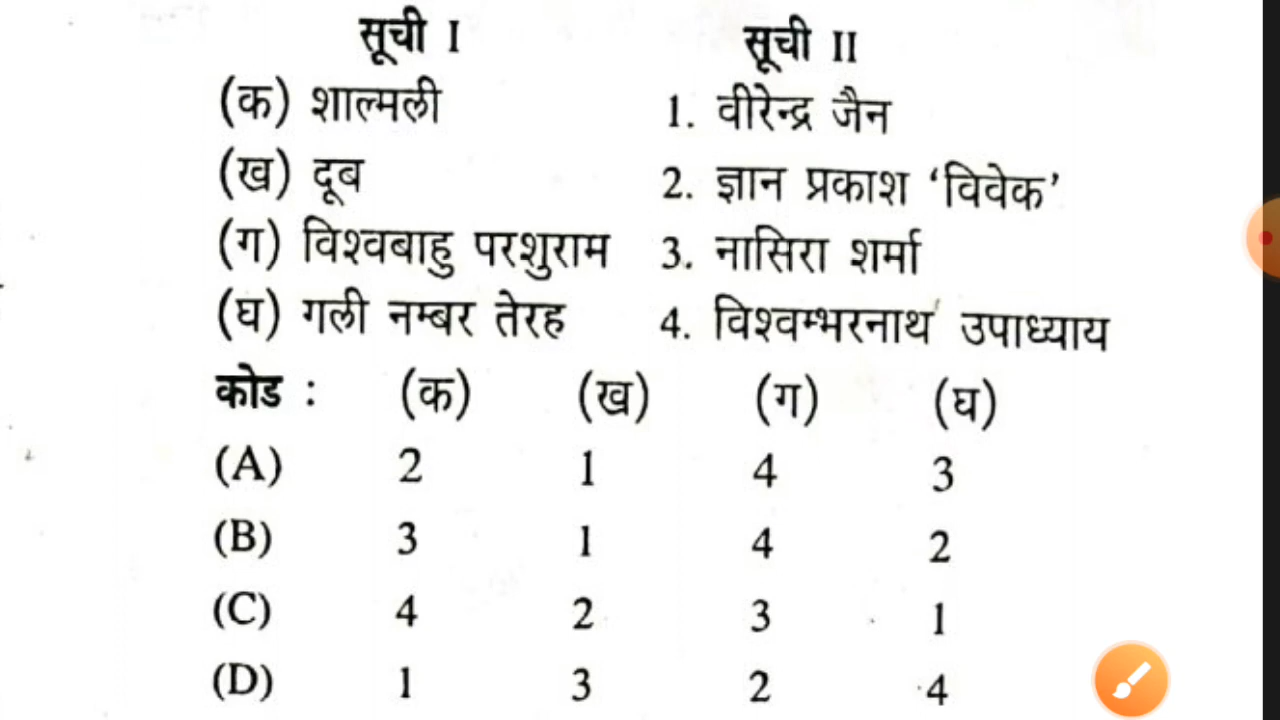 सूची I सूची II
(क) शाल्मली 1. वीरेन्द्र जैन
(ख) दूब 2. ज्ञान प्रकाश ‘विवेक’
(ग) विश्वबाहु परशुराम 3. नासिरा शर्मा
(घ) गली नम्बर तेरह 4. विश्वम्भरनाथ उपाध्याय
कोड : (क) (ख) (ग) (घ)
(A) 2 1 4 3
(B) 3 1 4 2
(C) 4 2 3 1
(D) 1 3 2 4